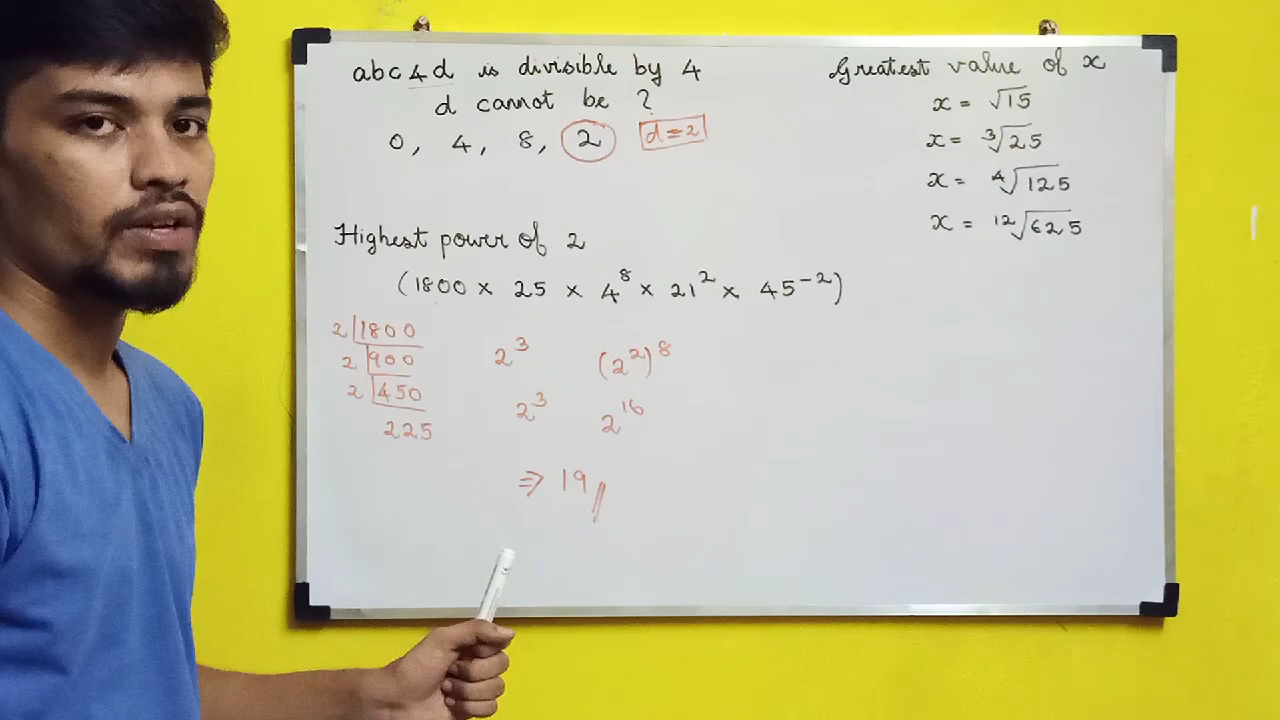 abc4d is divisible by 4
d cannot be ?
0, 4, 8, 2 d=2
Highest power of 2
(1800 × 25 × 4⁸ × 21² × 45⁻²)
2 1800
2 900
2 450
225
2³ (2²)⁸
2³ 2¹⁶
⇒ 19 //
Greatest value of x
x = √15
x = ³√25
x = ⁴√125
x = ¹²√625